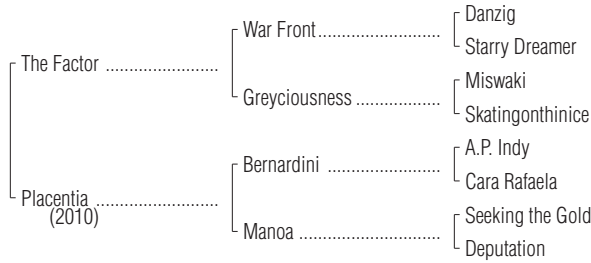 Danzig
War Front..........................
Starry Dreamer
The Factor ........................
Miswaki
Greyciousness ..................
Skatingonthinice
A.P. Indy
Bernardini ........................
Cara Rafaela
Placentia..........................
(2010)
Seeking the Gold
Manoa ..............................
Deputation